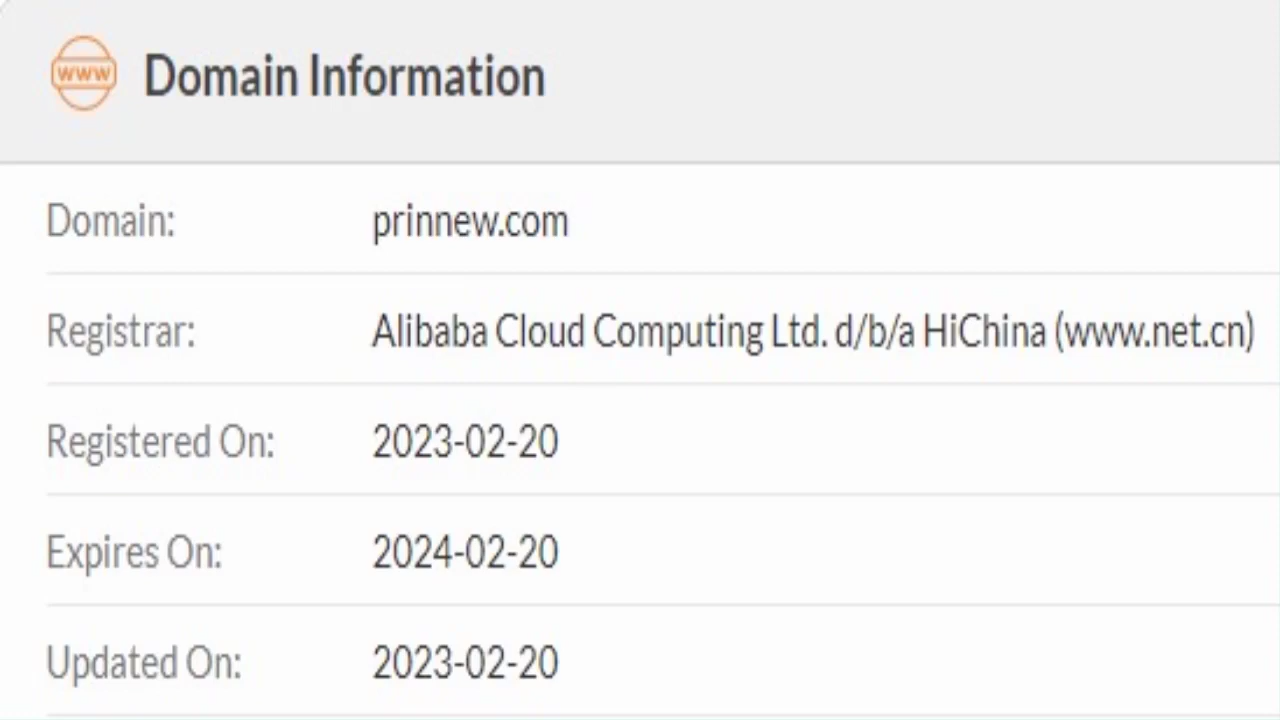 www
Domain Information
Domain: prinnew.com
Registrar: Alibaba Cloud Computing Ltd. d/b/a HiChina (www.net.cn)
Registered On: 2023-02-20
Expires On: 2024-02-20
Updated On: 2023-02-20